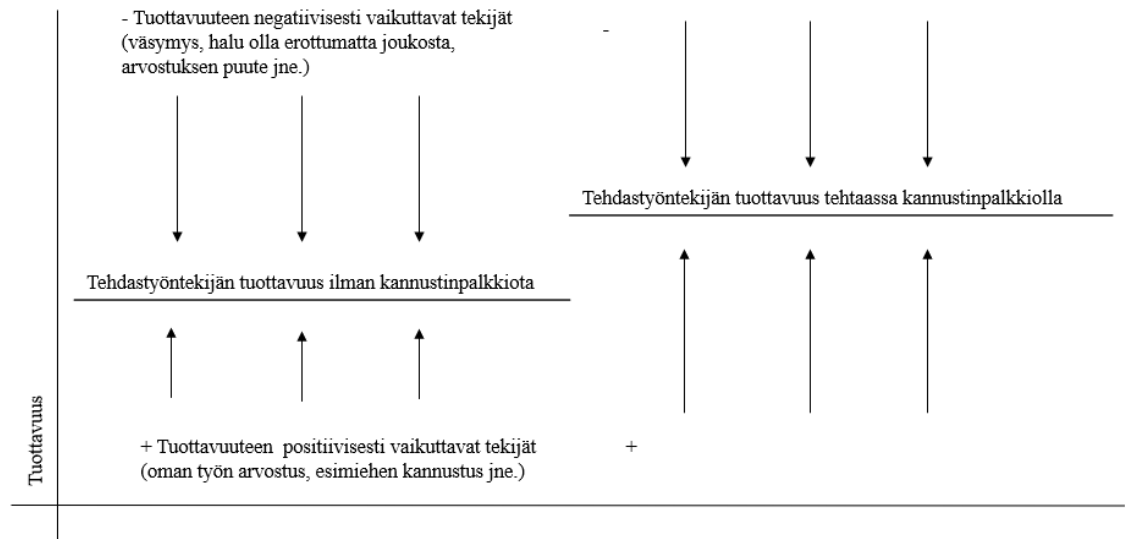 - Tuottavuuteen negatiivisesti vaikuttavat tekijät
(väsymys, halu olla erottumatta joukosta,
arvostuksen puute jne.)
-
Tehdastyöntekijän tuottavuus tehtaassa kannustinpalkkiolla
Tehdastyöntekijän tuottavuus ilman kannustinpalkkiota
Tuottavuus
+ Tuottavuuteen positiivisesti vaikuttavat tekijät
(oman työn arvostus, esimiehen kannustus jne.)
+